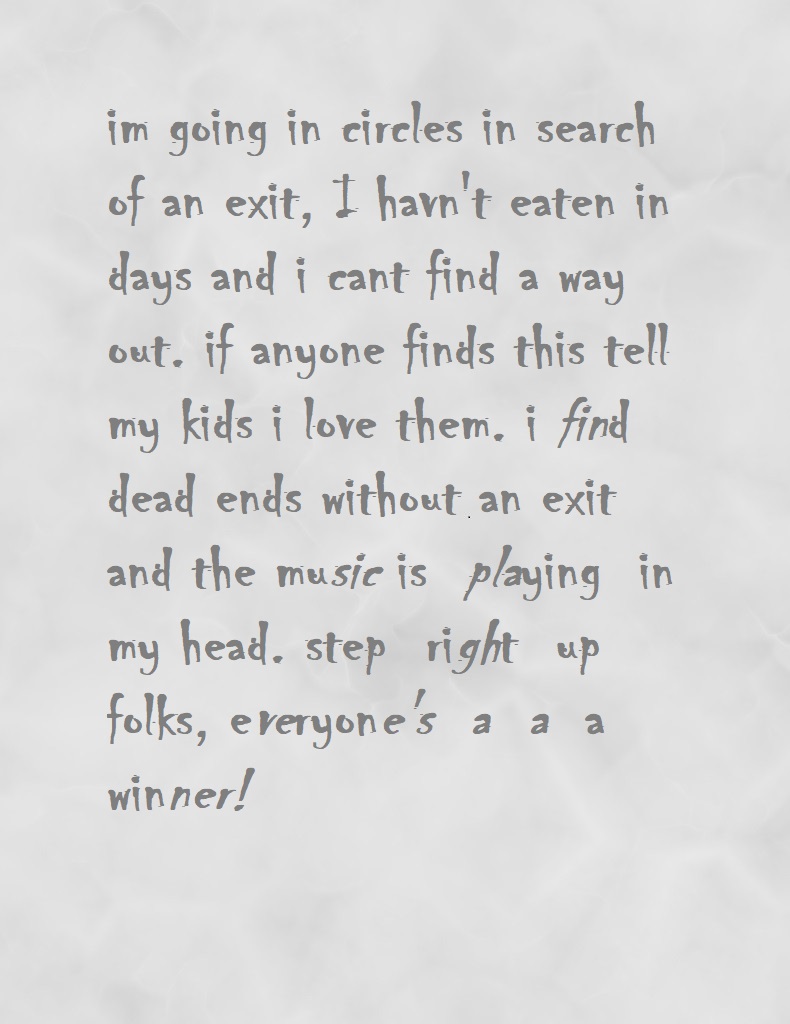 im going in circles in search
of an exit, I havn't eaten in
days and i cant find a way
out. if anyone finds this tell
my kids i love them. i find
dead ends without an exit
and the music is playing in
my head. step right up
folks, everyone's a a a
winner!